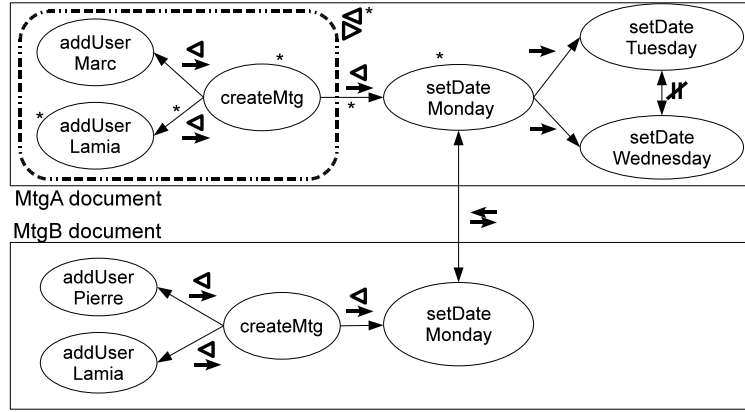 addUser
Marc
*
createMtg
*
addUser
Lamia
*
*
*
*
setDate
Monday
*
setDate
Tuesday
setDate
Wednesday
MtgA document
MtgB document
addUser
Pierre
createMtg
addUser
Lamia
setDate
Monday